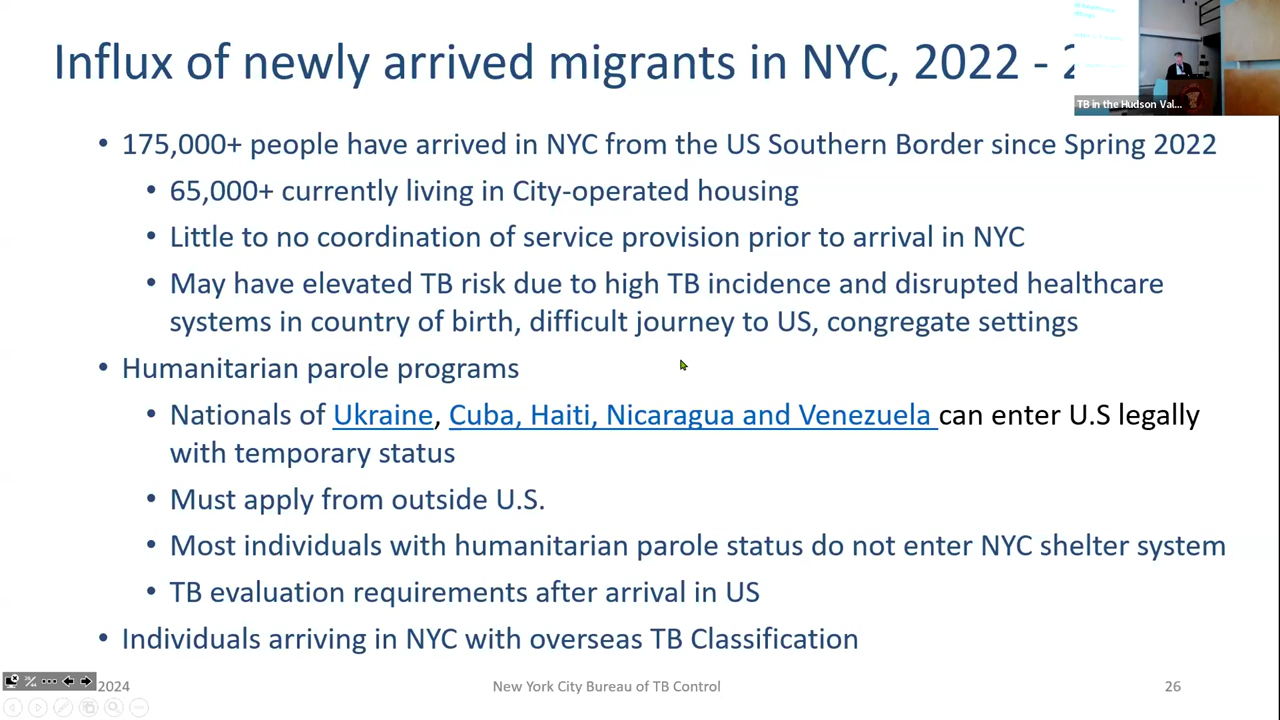 Influx of newly arrived migrants in NYC, 2022 -
TB in the Hudson Val...
• 175,000+ people have arrived in NYC from the US Southern Border since Spring 2022
• 65,000+ currently living in City-operated housing
• Little to no coordination of service provision prior to arrival in NYC
• May have elevated TB risk due to high TB incidence and disrupted healthcare
systems in country of birth, difficult journey to US, congregate settings
• Humanitarian parole programs
• Nationals of Ukraine, Cuba, Haiti, Nicaragua and Venezuela can enter U.S legally
with temporary status
• Must apply from outside U.S.
• Most individuals with humanitarian parole status do not enter NYC shelter system
• TB evaluation requirements after arrival in US
• Individuals arriving in NYC with overseas TB Classification
2024
New York City Bureau of TB Control
26